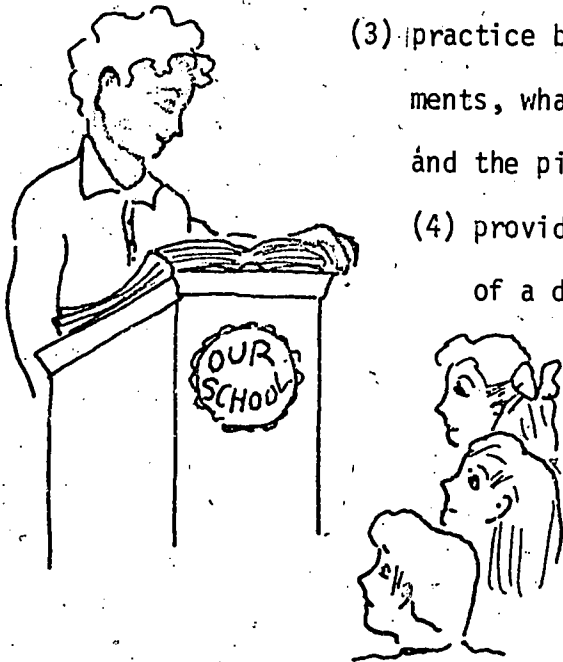 (3) practice b
ments, wha
and the pi
(4) provid
of a d
OUR
SCHOOL